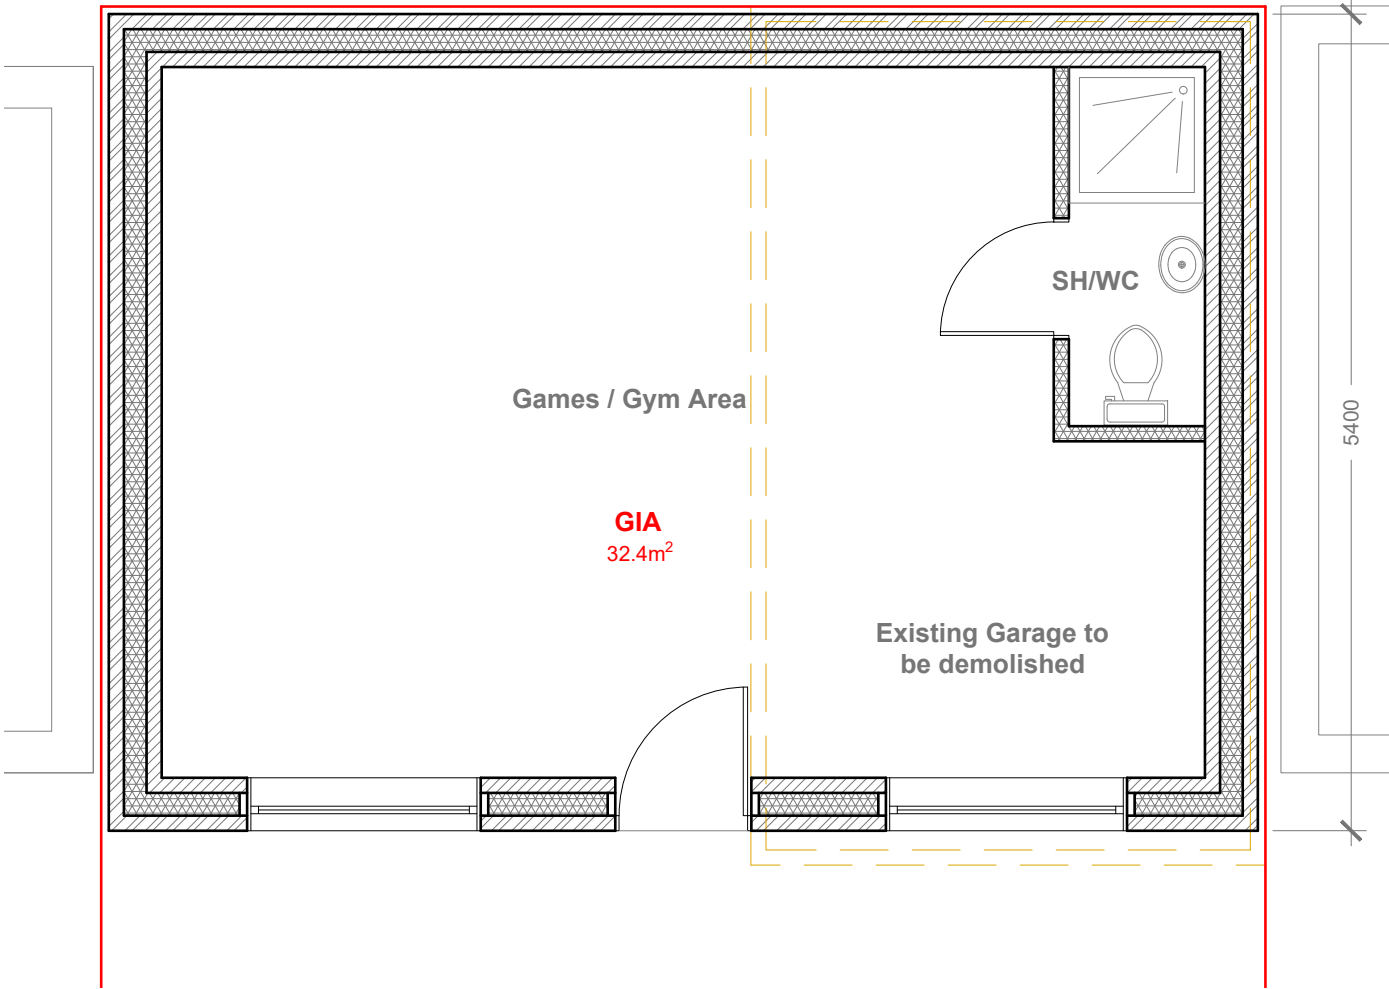 SH/WC
Games / Gym Area
5400
GIA
32.4m²
Existing Garage to
be demolished